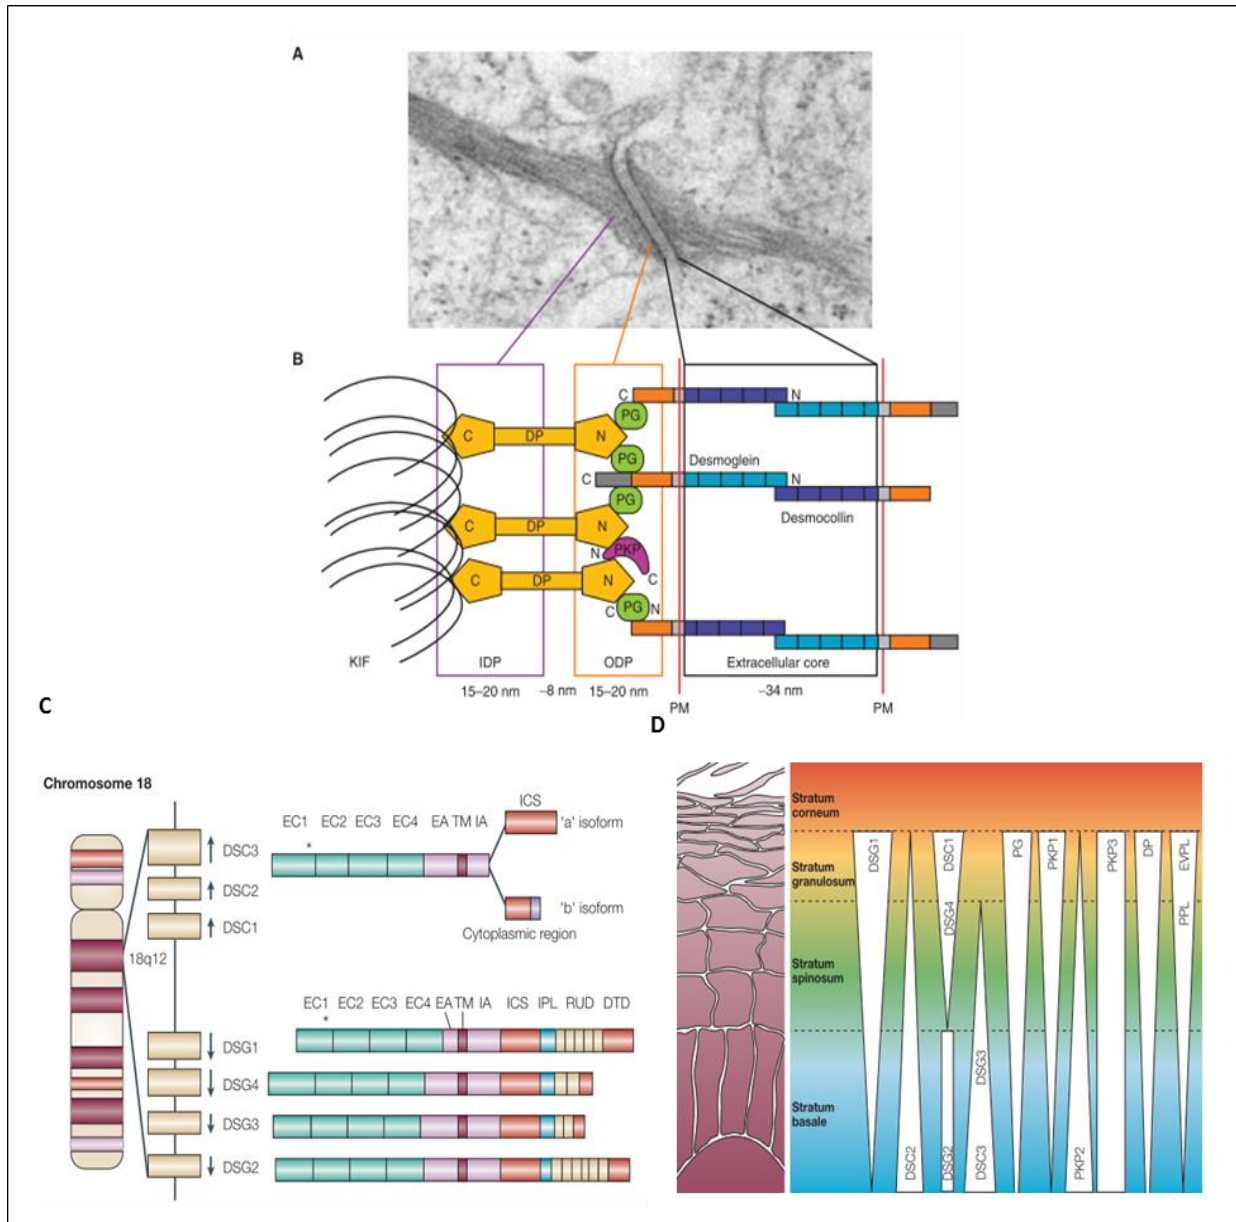 A
B
C
N
PG
C
DP
N
PG
Desmoglein
C
N
PG
Desmocollin
C
DP
N
N
PKP
C
C
DP
N
C
PG
N
KIF
IDP
ODP
Extracellular core
15–20 nm
~8 nm
15–20 nm
~34 nm
PM
PM
C
Chromosome 18
18q12
DSC3
DSC2
DSC1
DSG1
DSG4
DSG3
DSG2
EC1
EC2
EC3
EC4
EA
TM
IA
ICS
*
'a' isoform
'b' isoform
Cytoplasmic region
EC1
EC2
EC3
EC4
EA
TM
IA
ICS
IPL
RUD
DTD
*
D
Stratum
corneum
Stratum
granulosum
Stratum
spinosum
Stratum
basale
DSG1
DSC2
DSC1
DSG4
DSG2
DSG3
DSC3
PG
PKP1
PKP2
PKP3
DP
EVPL
PPL